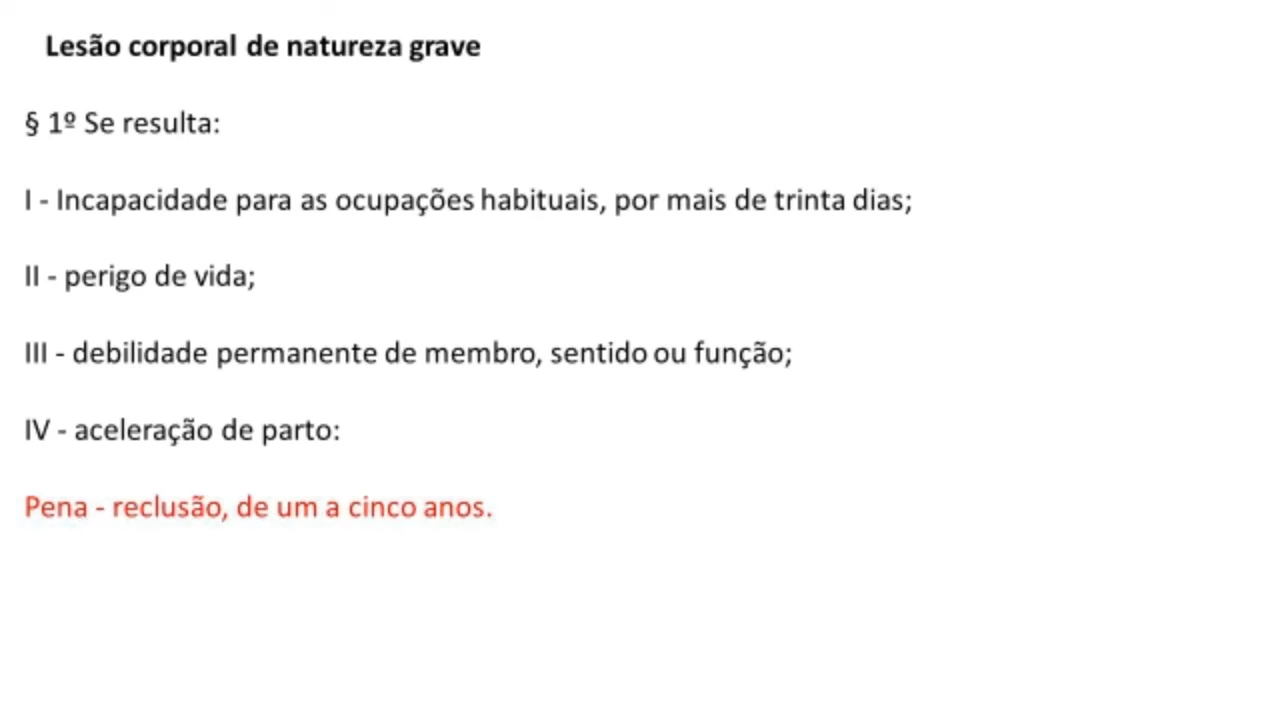 Lesão corporal de natureza grave
§ 1º Se resulta:
I - Incapacidade para as ocupações habituais, por mais de trinta dias;
II - perigo de vida;
III - debilidade permanente de membro, sentido ou função;
IV - aceleração de parto:
Pena - reclusão, de um a cinco anos.